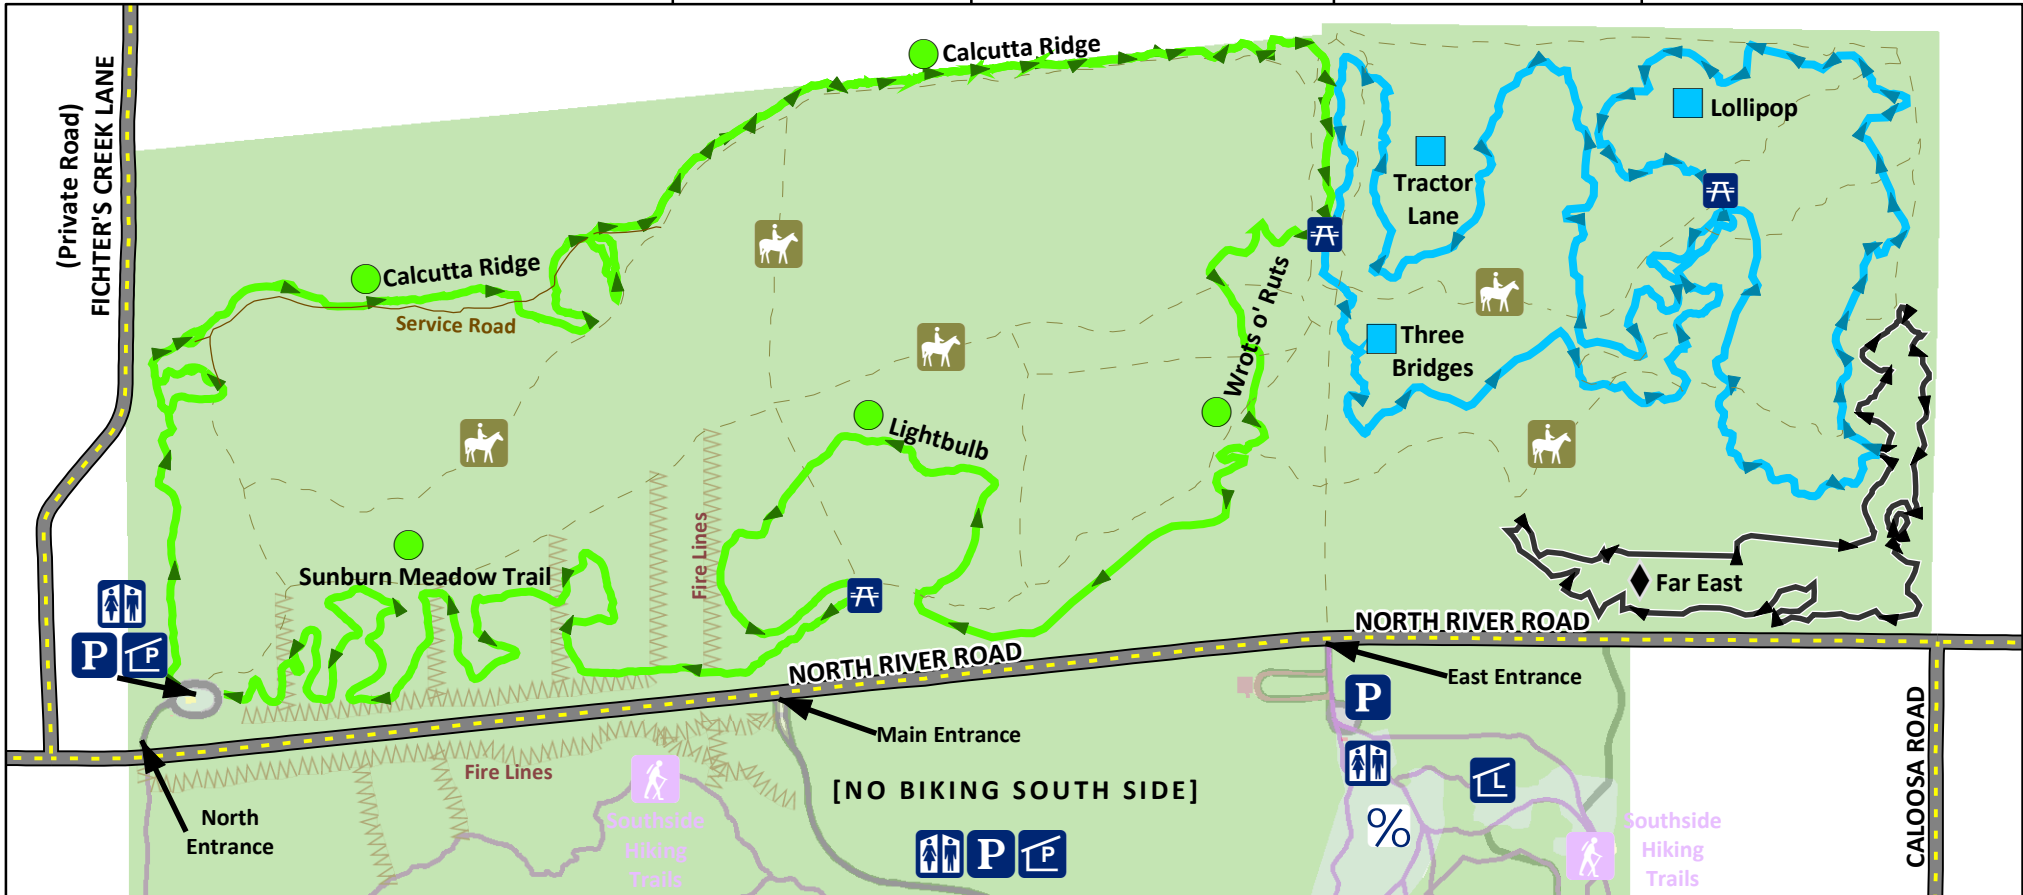 (Private Road)
FICHTER'S CREEK LANE
Calcutta Ridge
Calcutta Ridge
Service Road
Lollipop
Tractor
Lane
Three
Bridges
Wrots o' Ruts
Lightbulb
Fire Lines
Sunburn Meadow Trail
Far East
P
P
NORTH RIVER ROAD
NORTH RIVER ROAD
East Entrance
P
Main Entrance
Fire Lines
[NO BIKING SOUTH SIDE]
North
Entrance
Southside
Hiking
Trails
P
P
L
%
Southside
Hiking
Trails
CALOOSA ROAD